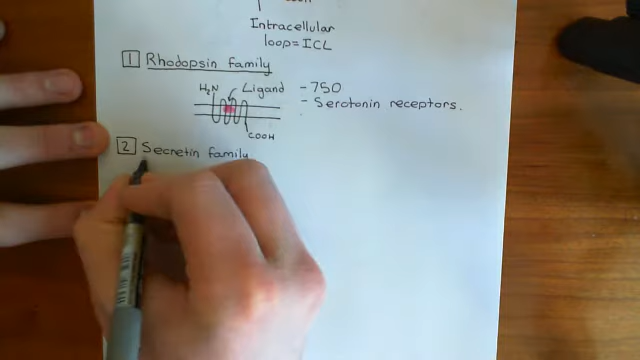 Intracellular
loop=ICL
1 Rhodopsin family
H2N Ligand - 750
- Serotonin receptors.
COOH
2 Secretin family